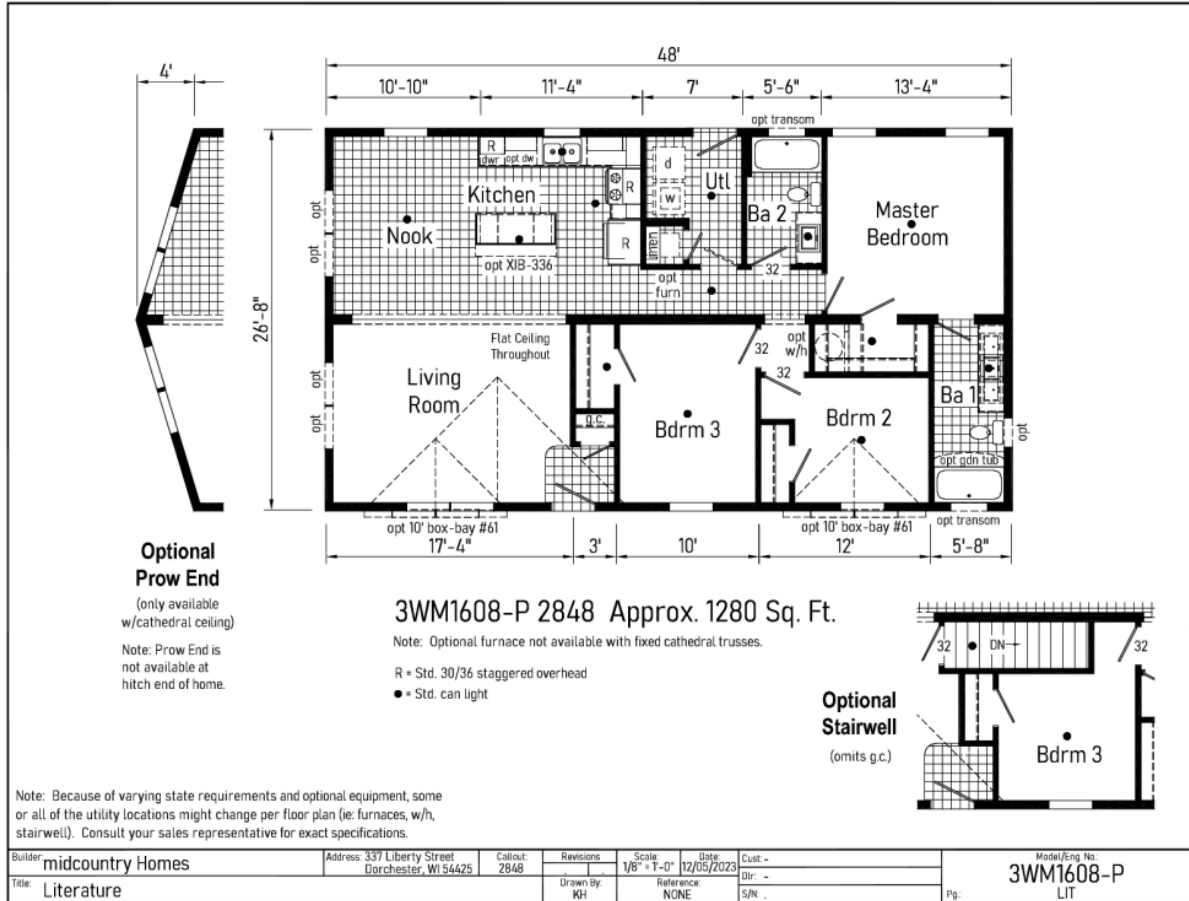 48'
4'
10'-10"
11'-4"
7'
5'-6"
13'-4"
opt transom
R
dwr
opt dw
d
w
Utl
Kitchen
R
Nook
opt
opt
opt XIB-336
R
Ba 2
Master
Bedroom
32
opt
furn
26'-8"
Flat Ceiling
Throughout
32
opt
w/h
32
Living
Room
opt
opt
g.c.
Bdrm 3
Bdrm 2
Ba 1
opt
opt gdn tub
opt 10' box-bay #61
opt 10' box-bay #61
opt transom
17'-4"
3'
10'
12'
5'-8"
Optional
Prow End
(only available
w/cathedral ceiling)
Note: Prow End is
not available at
hitch end of home.
3WM1608-P 2848 Approx. 1280 Sq. Ft.
Note: Optional furnace not available with fixed cathedral trusses.
R = Std. 30/36 staggered overhead
● = Std. can light
32
DN
32
Optional
Stairwell
(omits g.c.)
Bdrm 3
Note: Because of varying state requirements and optional equipment, some
or all of the utility locations might change per floor plan (ie: furnaces, w/h,
stairwell). Consult your sales representative for exact specifications.
Builder: midcountry Homes
Address: 337 Liberty Street
Dorchester, WI 54425
Callout:
2848
Revisions
Scale:
1/8" = 1'-0"
Date:
12/05/2023
Cust: -
Dlr: -
S/N: .
Model/Eng. No.:
3WM1608-P
Title: Literature
Drawn By:
KH
Reference:
NONE
Pg.: LIT